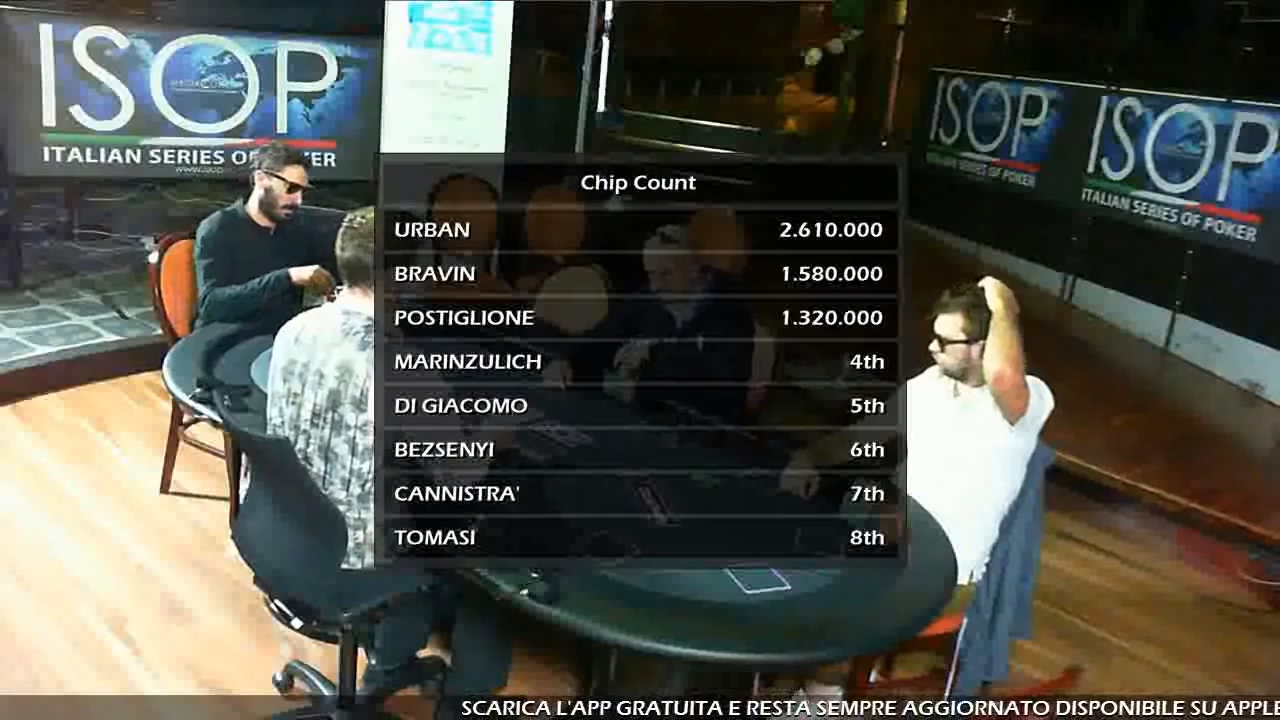 ISOP
ITALIAN SERIES OF POKER
ISOP
ITALIAN SERIES OF POKER
ISOP
ITALIAN SERIES OF POKER
Chip Count
URBAN 2.610.000
BRAVIN 1.580.000
POSTIGLIONE 1.320.000
MARINZULICH 4th
DI GIACOMO 5th
BEZSENYI 6th
CANNISTRA' 7th
TOMASI 8th
SCARICA L'APP GRATUITA E RESTA SEMPRE AGGIORNATO DISPONIBILE SU APPLE